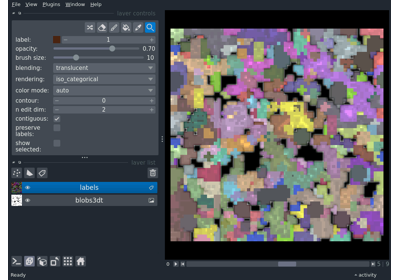 File View Plugins Window Help
layer controls
label: 1
opacity: 0.70
brush size: 10
blending: translucent
rendering: iso_categorical
color mode: auto
contour: 0
n edit dim: 2
contiguous:
preserve
labels:
show
selected:
layer list
labels
blobs3dt
Ready
activity